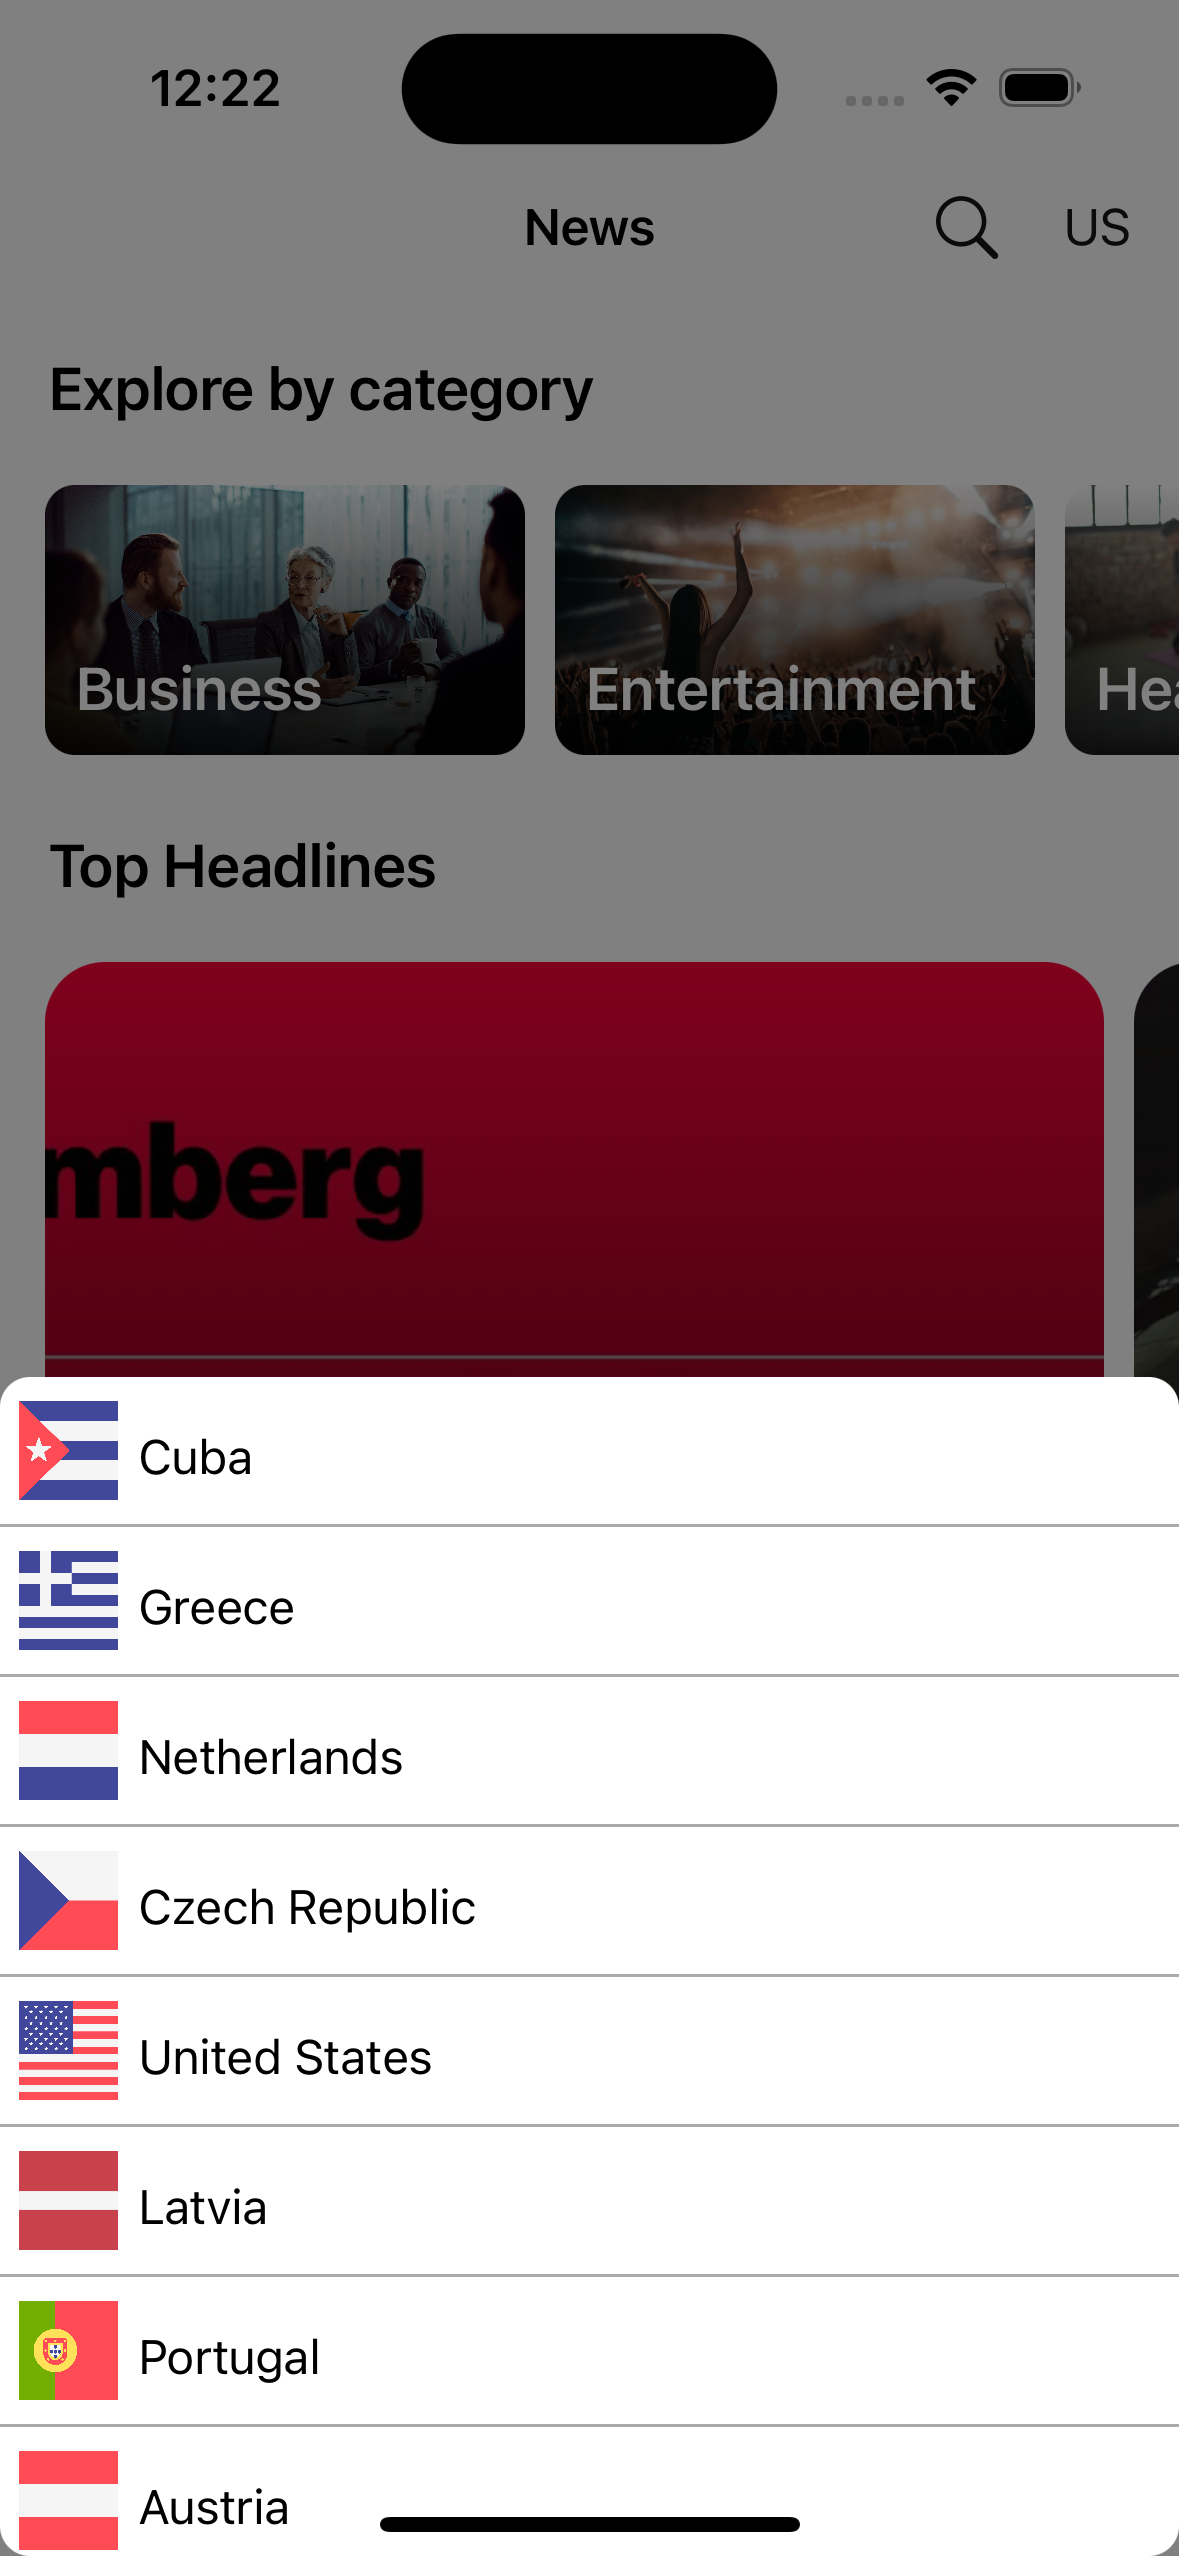 12:22
News
US
Explore by category
Business
Entertainment
Top Headlines
mberg
Cuba
Greece
Netherlands
Czech Republic
United States
Latvia
Portugal
Austria